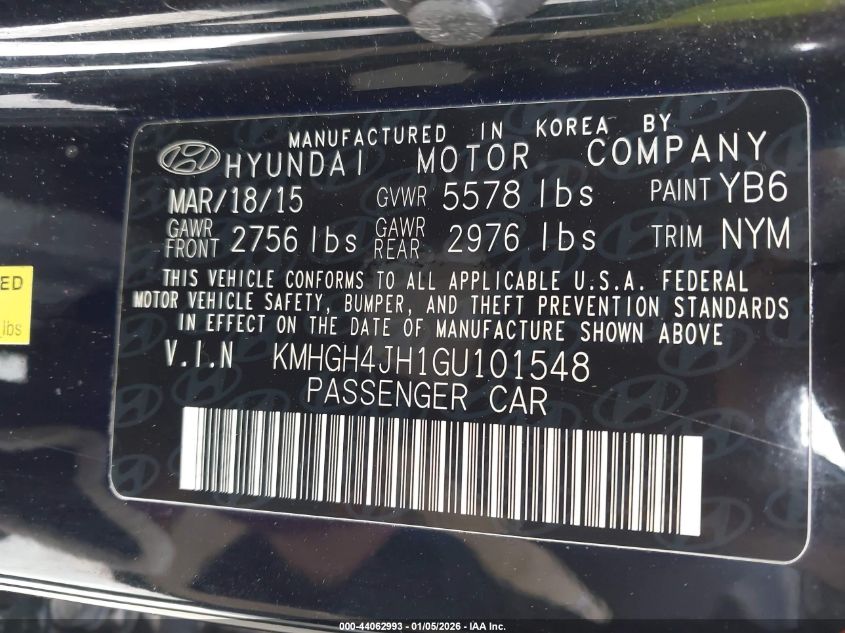 MANUFACTURED IN KOREA BY
HYUNDAI MOTOR COMPANY
MAR/18/15 GVWR 5578 lbs PAINT YB6
GAWR FRONT 2756 lbs GAWR REAR 2976 lbs TRIM NYM
THIS VEHICLE CONFORMS TO ALL APPLICABLE U.S.A. FEDERAL
MOTOR VEHICLE SAFETY, BUMPER, AND THEFT PREVENTION STANDARDS
IN EFFECT ON THE DATE OF MANUFACTURE SHOWN ABOVE
V.I.N KMHGH4JH1GU101548
PASSENGER CAR
ED
lbs
000-44062993 - 01/05/2026 - IAA Inc.